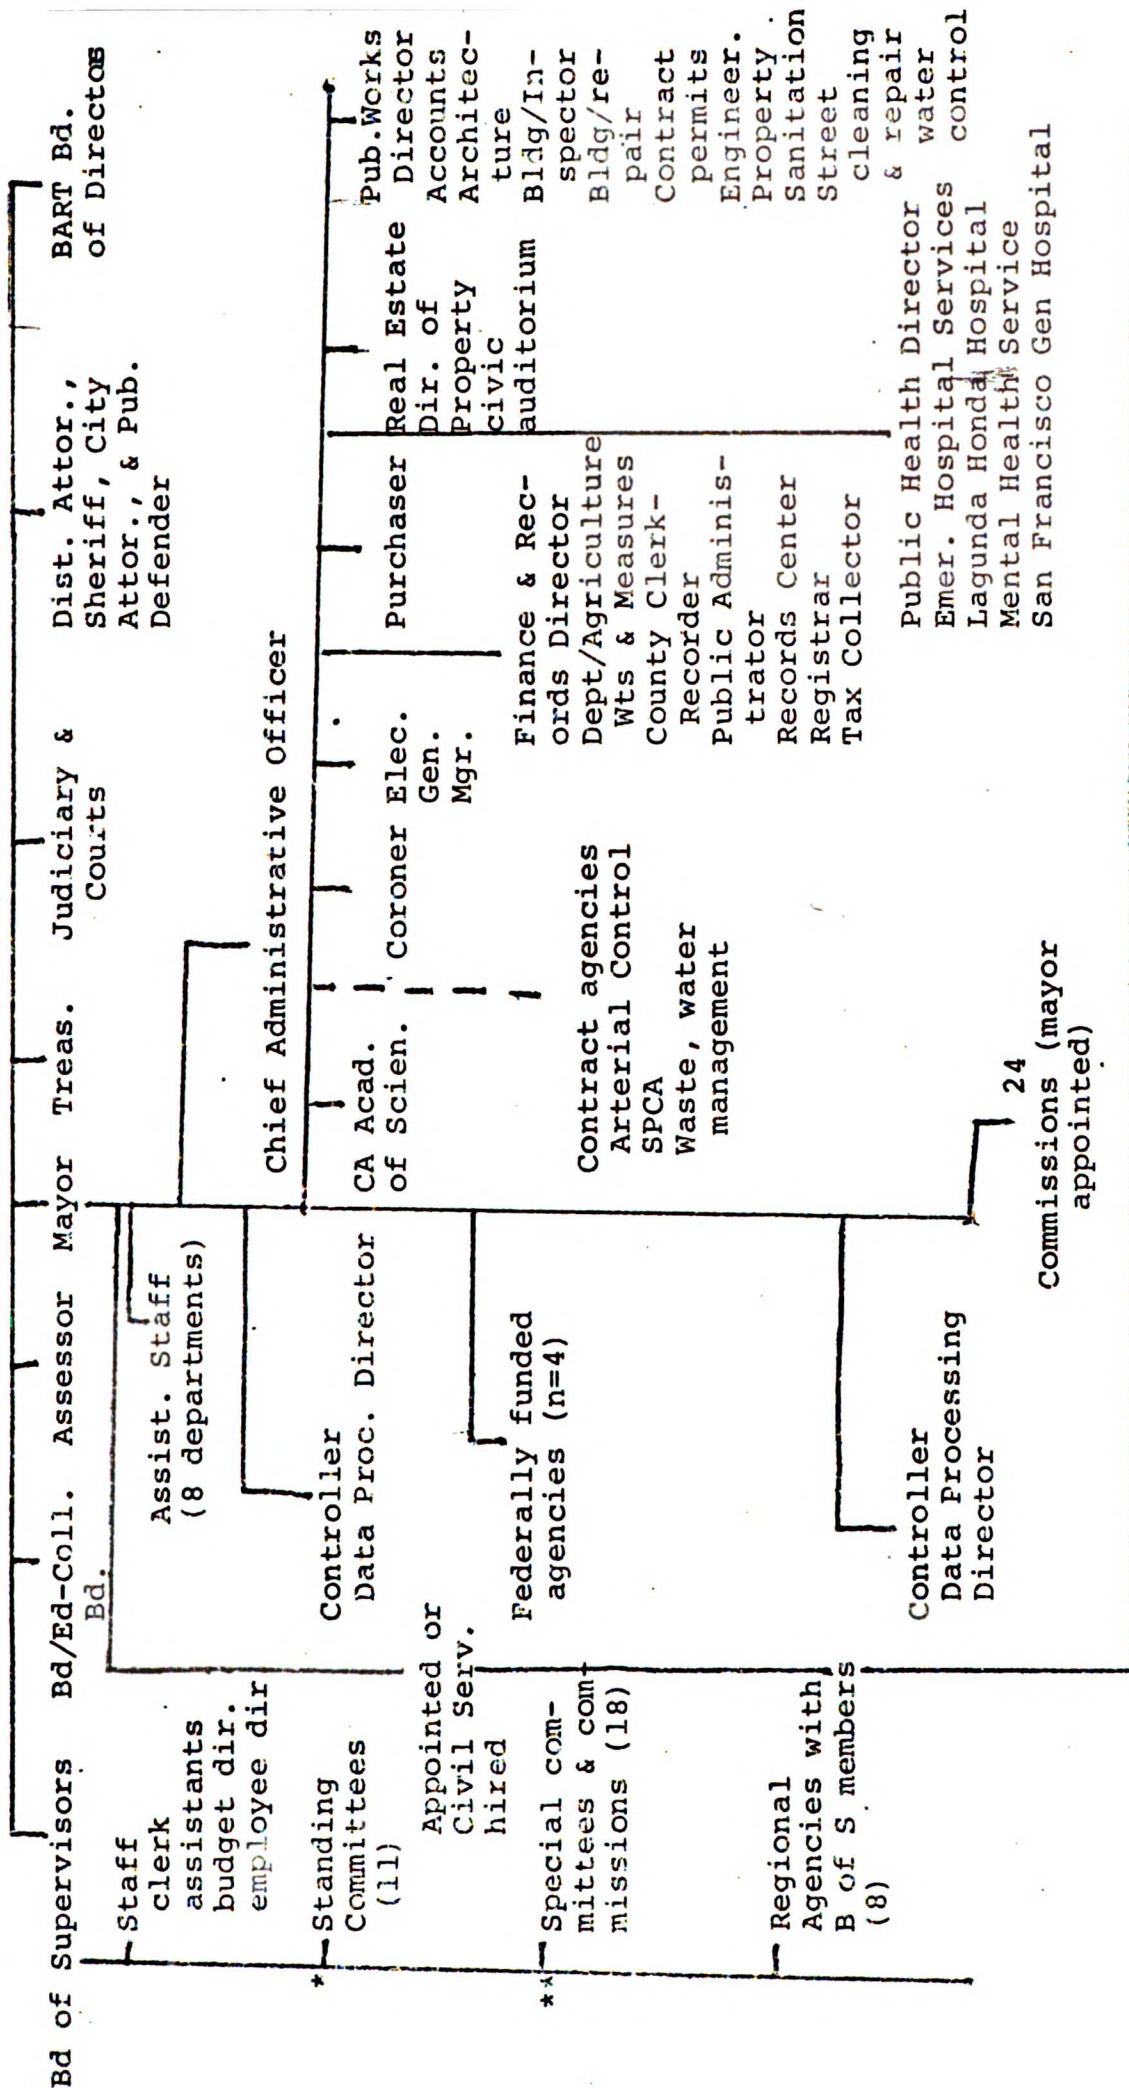 Bd of Supervisors
Bd/Ed-Coll.
Bd.
Assessor
Mayor
Treas.
Judiciary &
Courts
Dist. Attor.,
Sheriff, City
Attor., & Pub.
Defender
BART Bd.
of Directos
Staff
clerk
assistants
budget dir.
employee dir
* Standing
Committees
(11)
** Special com-
mittees & com-
missions (18)
Regional
Agencies with
B of S members
(8)
Appointed or
Civil Serv.
hired
Assist. Staff
(8 departments)
Controller
Data Proc. Director
Federally funded
agencies (n=4)
Controller
Data Processing
Director
24
Commissions (mayor
appointed)
Chief Administrative Officer
CA Acad.
of Scien.
Contract agencies
Arterial Control
SPCA
Waste, water
management
Coroner
Elec.
Gen.
Mgr.
Finance & Rec-
ords Director
Dept/Agriculture
Wts & Measures
County Clerk-
Recorder
Public Adminis-
trator
Records Center
Registrar
Tax Collector
Purchaser
Public Health Director
Emer. Hospital Services
Lagunda Honda Hospital
Mental Health Service
San Francisco Gen Hospital
Real Estate
Dir. of
Property
civic
auditorium
Pub.Works
Director
Accounts
Architec-
ture
Bldg/In-
spector
Bldg/re-
pair
Contract
permits
Engineer.
Property
Sanitation
Street
cleaning
& repair
water
water
control